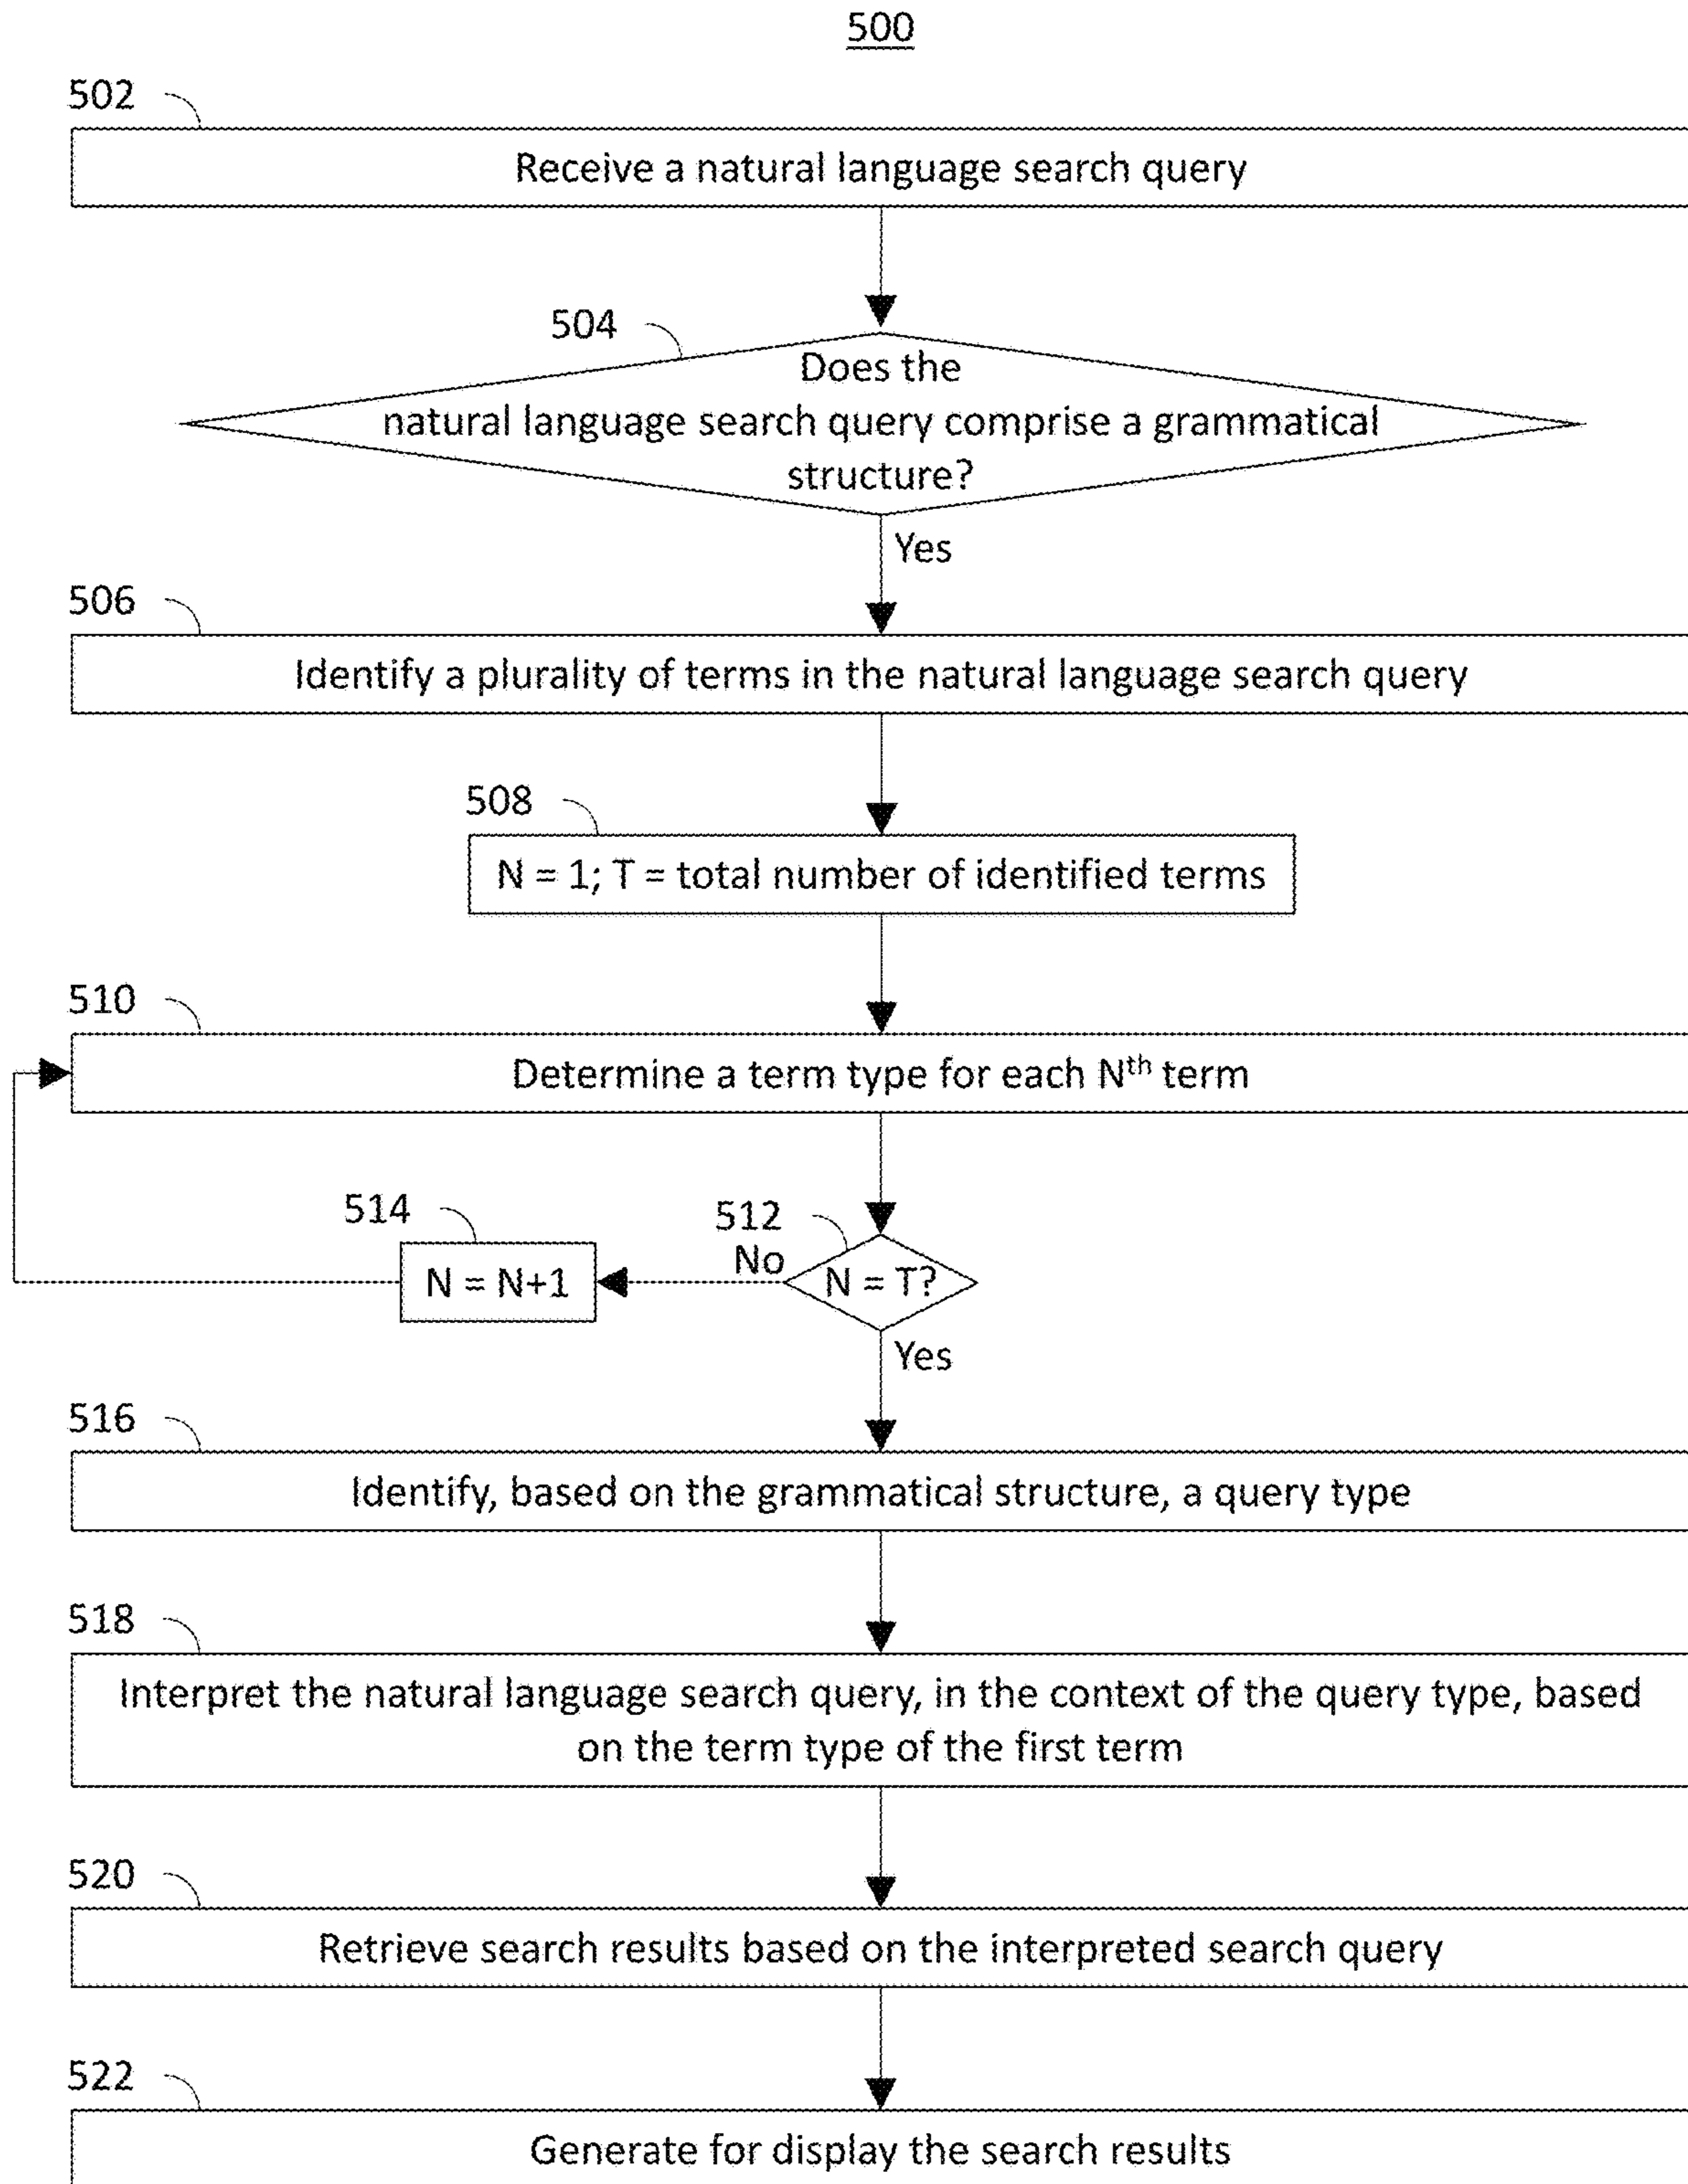 500
502
Receive a natural language search query
504
Does the
natural language search query comprise a grammatical
structure?
Yes
506
Identify a plurality of terms in the natural language search query
508
N = 1; T = total number of identified terms
510
Determine a term type for each Nth term
514
512
No
N = N+1
N = T?
Yes
516
Identify, based on the grammatical structure, a query type
518
Interpret the natural language search query, in the context of the query type, based
on the term type of the first term
520
Retrieve search results based on the interpreted search query
522
Generate for display the search results